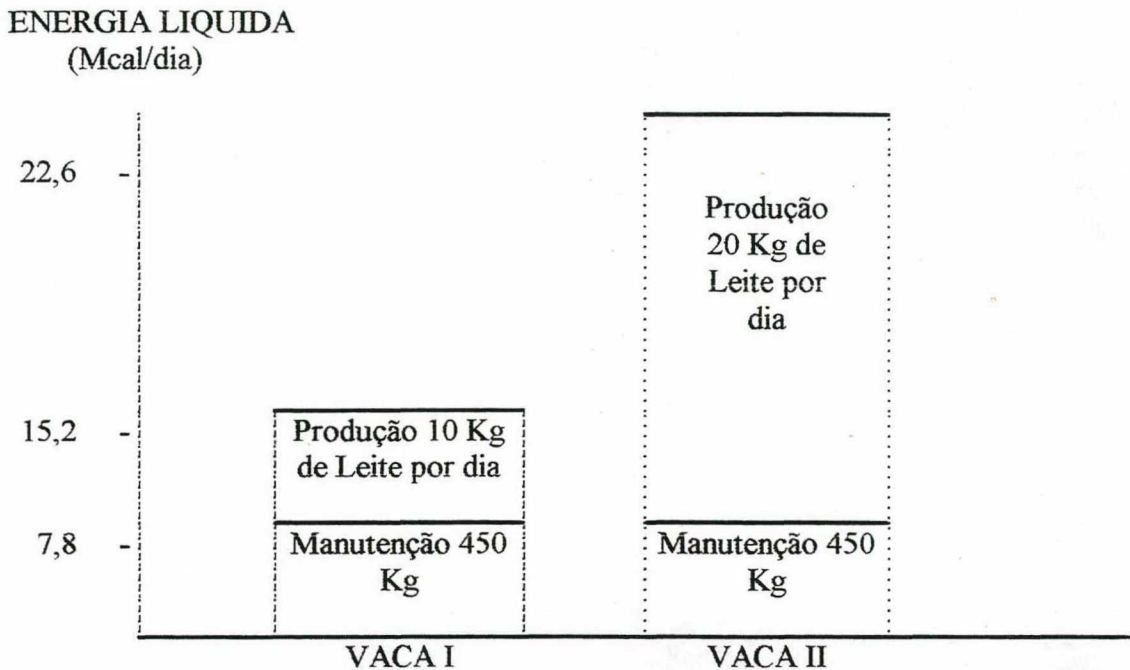 ENERGIA LIQUIDA
(Mcal/dia)
22,6 -
Produção
20 Kg de
Leite por
dia
15,2 -
Produção 10 Kg
de Leite por dia
7,8 -
Manutenção 450
Kg
Manutenção 450
Kg
VACA I
VACA II